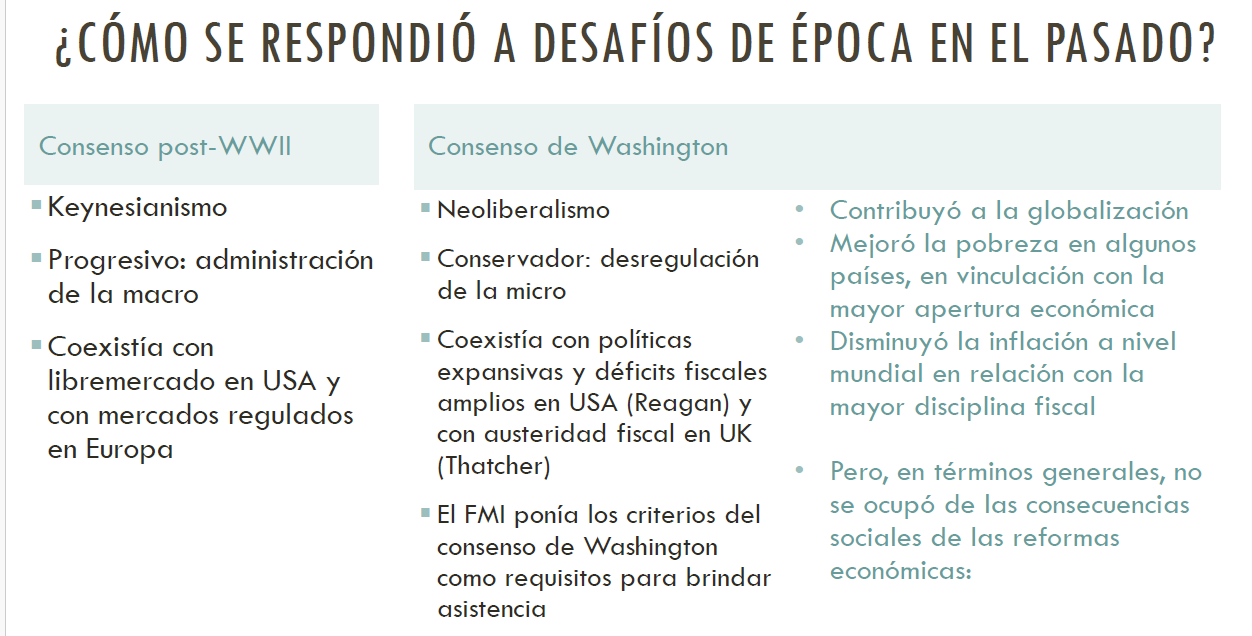 ¿CÓMO SE RESPONDIÓ A DESAFÍOS DE ÉPOCA EN EL PASADO?
Consenso post-WWII
▪ Keynesianismo
▪ Progresivo: administración
de la macro
▪ Coexistía con
libremercado en USA y
con mercados regulados
en Europa
Consenso de Washington
▪ Neoliberalismo
▪ Conservador: desregulación
de la micro
▪ Coexistía con políticas
expansivas y déficits fiscales
amplios en USA (Reagan) y
con austeridad fiscal en UK
(Thatcher)
▪ El FMI ponía los criterios del
consenso de Washington
como requisitos para brindar
asistencia
• Contribuyó a la globalización
• Mejoró la pobreza en algunos
países, en vinculación con la
mayor apertura económica
• Disminuyó la inflación a nivel
mundial en relación con la
mayor disciplina fiscal
• Pero, en términos generales, no
se ocupó de las consecuencias
sociales de las reformas
económicas: